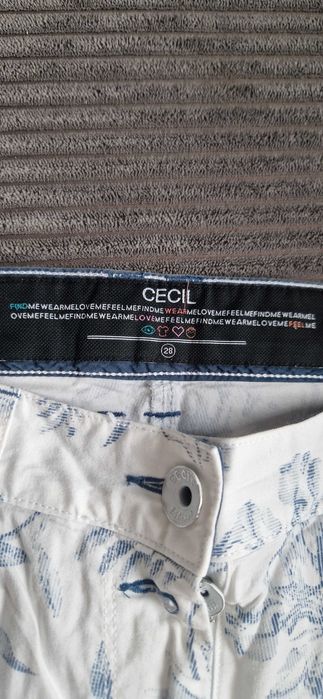 CECIL
FINDMEWEARMELOVEMEFEELMEFINDMEWEARMELOVEMEFEELMEFINDMEWEARMEL
OVEMEFEELMEFINDMEWEARMELOVEMEFEELMEFINDMEWEARMELOVEMEFEELME
28